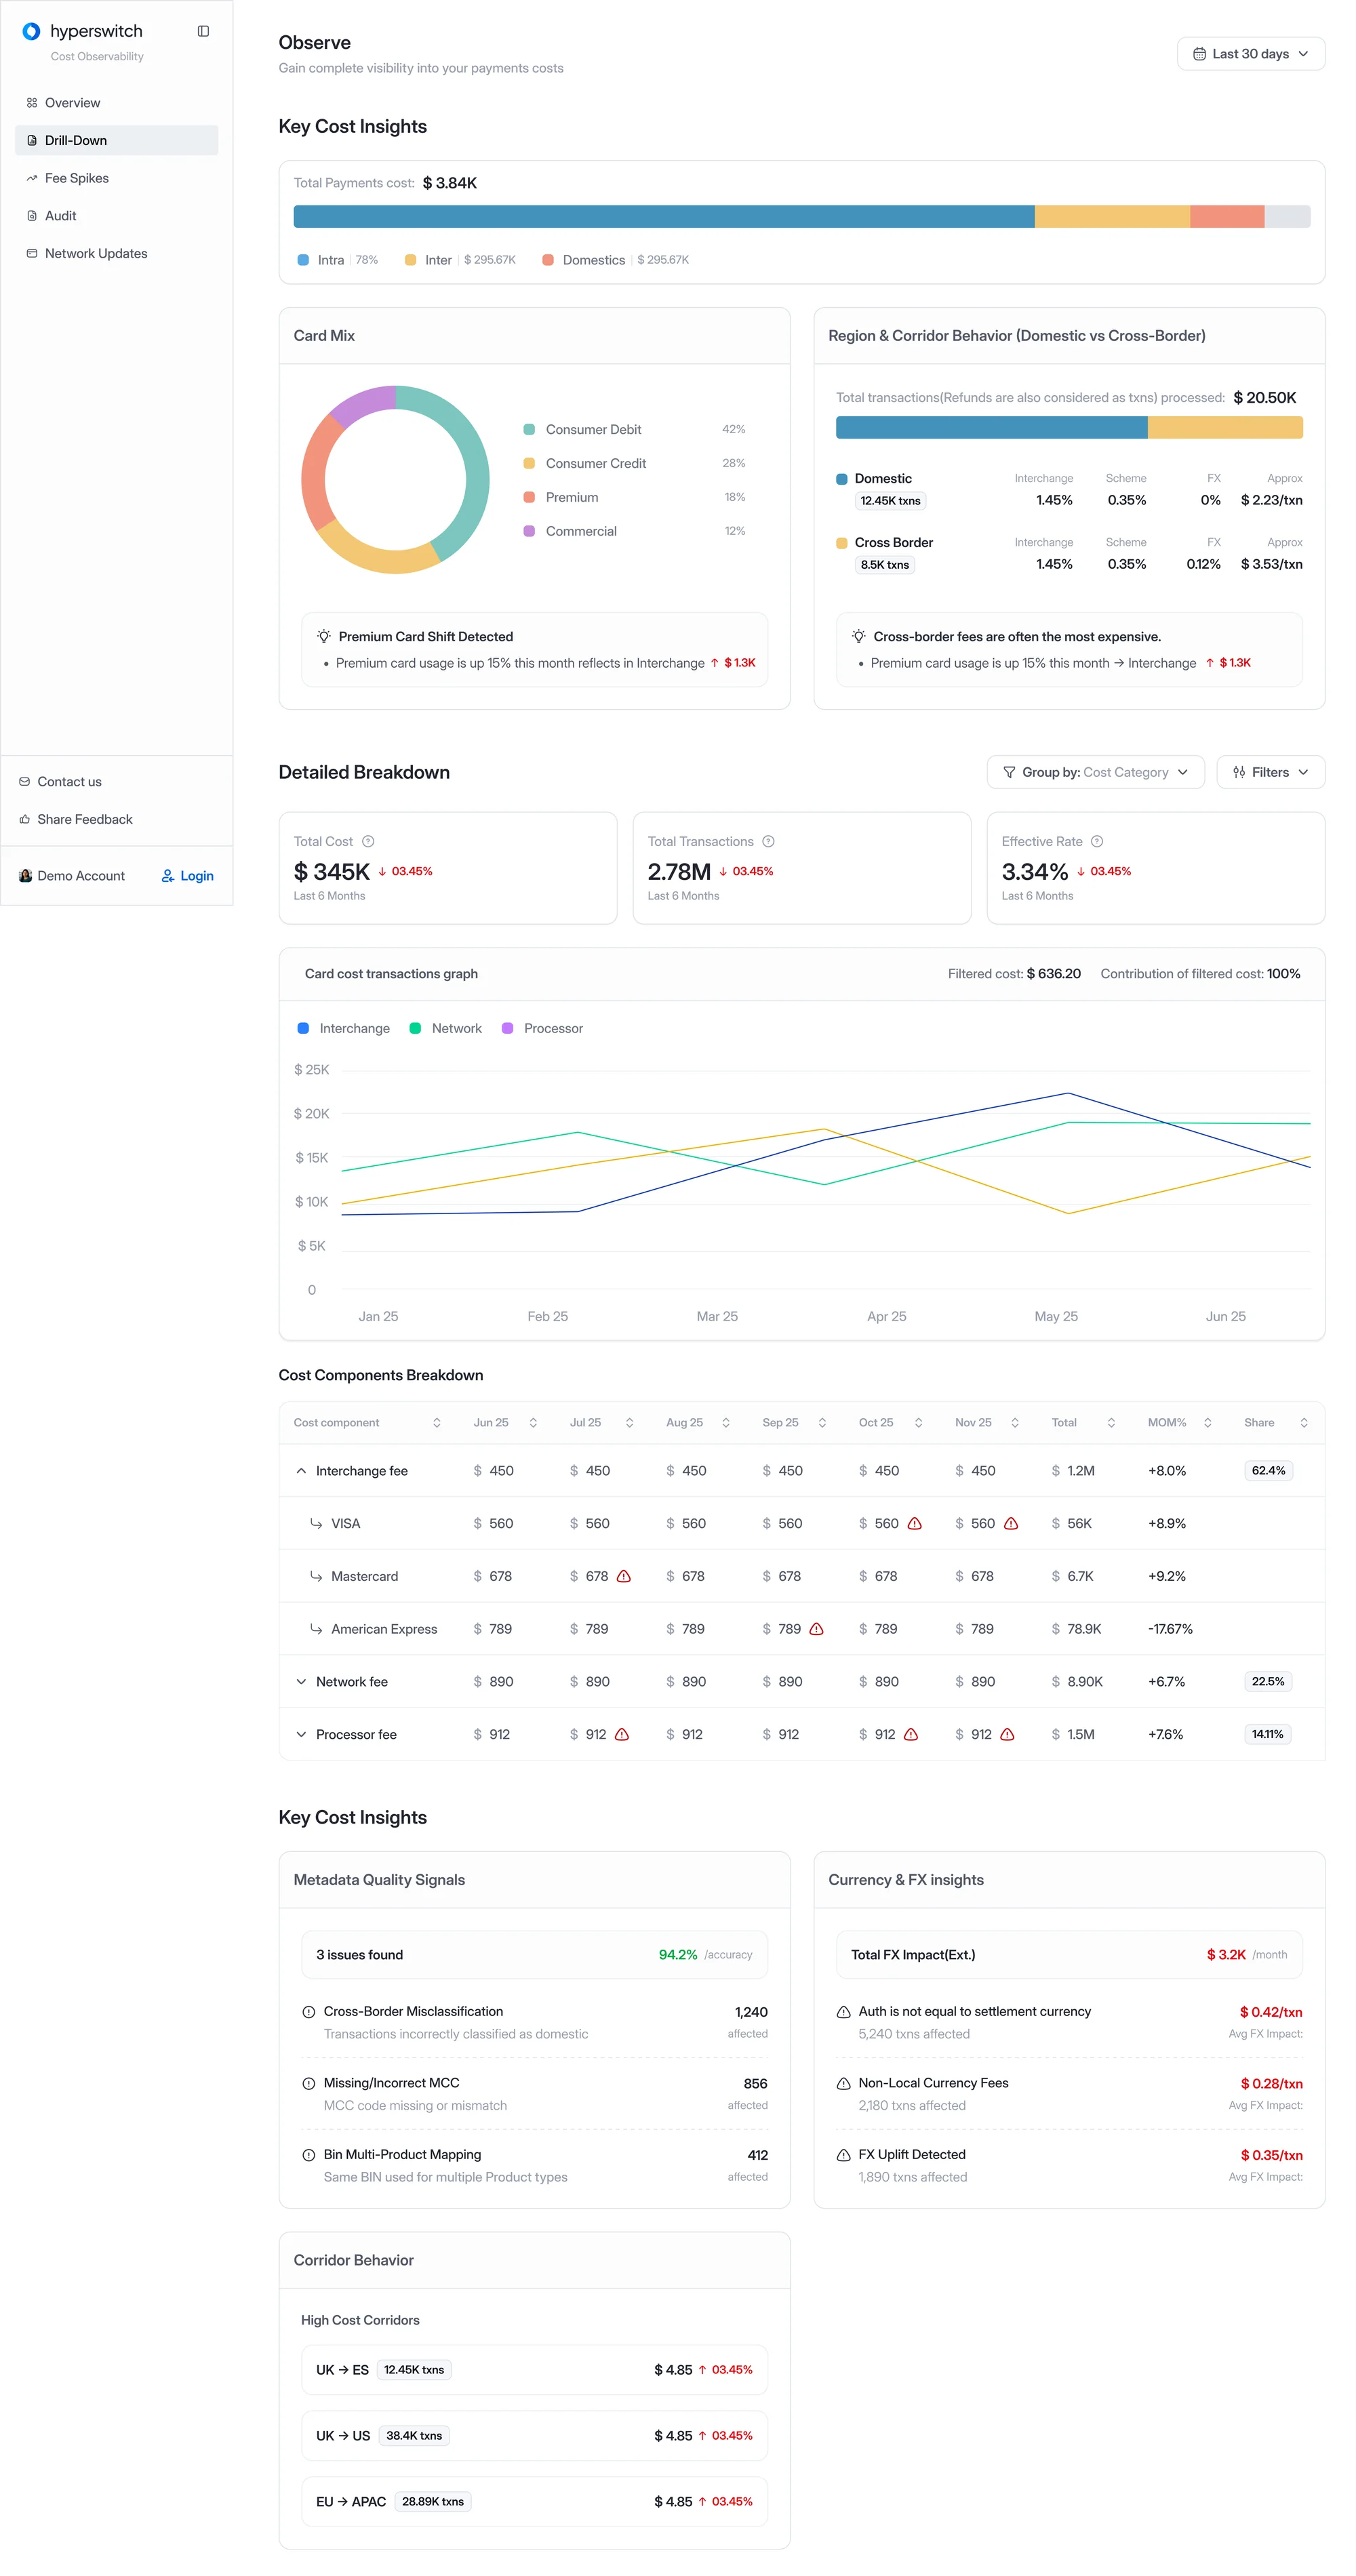 hyperswitch
Cost Observability
Overview
Drill-Down
Fee Spikes
Audit
Network Updates
Contact us
Share Feedback
Demo Account Login
Observe
Gain complete visibility into your payments costs
Last 30 days
Key Cost Insights
Total Payments cost: $ 3.84K
Intra 78% Inter $ 295.67K Domestics $ 295.67K
Card Mix
Consumer Debit 42%
Consumer Credit 28%
Premium 18%
Commercial 12%
Premium Card Shift Detected
• Premium card usage is up 15% this month reflects in Interchange ↑ $ 1.3K
Region & Corridor Behavior (Domestic vs Cross-Border)
Total transactions(Refunds are also considered as txns) processed: $ 20.50K
Domestic Interchange Scheme FX Approx
12.45K txns 1.45% 0.35% 0% $ 2.23/txn
Cross Border Interchange Scheme FX Approx
8.5K txns 1.45% 0.35% 0.12% $ 3.53/txn
Cross-border fees are often the most expensive.
• Premium card usage is up 15% this month → Interchange ↑ $ 1.3K
Detailed Breakdown
Group by: Cost Category
Filters
Total Cost
$ 345K ↓ 03.45%
Last 6 Months
Total Transactions
2.78M ↓ 03.45%
Last 6 Months
Effective Rate
3.34% ↓ 03.45%
Last 6 Months
Card cost transactions graph Filtered cost: $ 636.20 Contribution of filtered cost: 100%
Interchange Network Processor
$ 25K
$ 20K
$ 15K
$ 10K
$ 5K
0
Jan 25 Feb 25 Mar 25 Apr 25 May 25 Jun 25
Cost Components Breakdown
Cost component Jun 25 Jul 25 Aug 25 Sep 25 Oct 25 Nov 25 Total MOM% Share
Interchange fee $ 450 $ 450 $ 450 $ 450 $ 450 $ 450 $ 1.2M +8.0% 62.4%
VISA $ 560 $ 560 $ 560 $ 560 $ 560 $ 560 $ 56K +8.9%
Mastercard $ 678 $ 678 $ 678 $ 678 $ 678 $ 678 $ 6.7K +9.2%
American Express $ 789 $ 789 $ 789 $ 789 $ 789 $ 789 $ 78.9K -17.67%
Network fee $ 890 $ 890 $ 890 $ 890 $ 890 $ 890 $ 8.90K +6.7% 22.5%
Processor fee $ 912 $ 912 $ 912 $ 912 $ 912 $ 912 $ 1.5M +7.6% 14.11%
Key Cost Insights
Metadata Quality Signals
3 issues found 94.2% /accuracy
Cross-Border Misclassification 1,240
Transactions incorrectly classified as domestic affected
Missing/Incorrect MCC 856
MCC code missing or mismatch affected
Bin Multi-Product Mapping 412
Same BIN used for multiple Product types affected
Currency & FX insights
Total FX Impact(Ext.) $ 3.2K /month
Auth is not equal to settlement currency $ 0.42/txn
5,240 txns affected Avg FX Impact:
Non-Local Currency Fees $ 0.28/txn
2,180 txns affected Avg FX Impact:
FX Uplift Detected $ 0.35/txn
1,890 txns affected Avg FX Impact:
Corridor Behavior
High Cost Corridors
UK → ES 12.45K txns $ 4.85 ↑ 03.45%
UK → US 38.4K txns $ 4.85 ↑ 03.45%
EU → APAC 28.89K txns $ 4.85 ↑ 03.45%